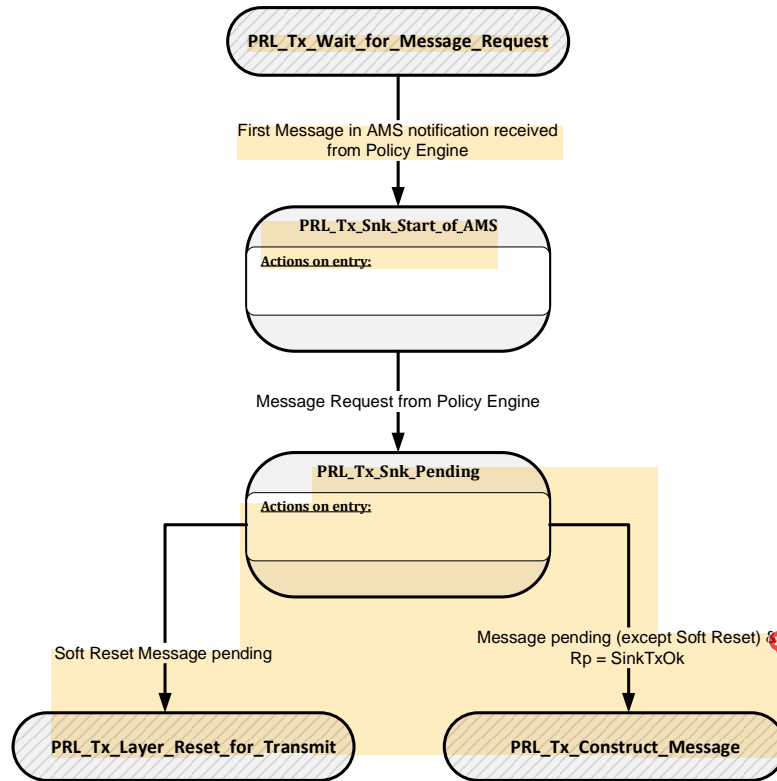 PRL_Tx_Wait_for_Message_Request
First Message in AMS notification received
from Policy Engine
PRL_Tx_Snk_Start_of_AMS
Actions on entry:
Message Request from Policy Engine
PRL_Tx_Snk_Pending
Actions on entry:
Soft Reset Message pending
Message pending (except Soft Reset) &
Rp = SinkTxOk
PRL_Tx_Layer_Reset_for_Transmit
PRL_Tx_Construct_Message